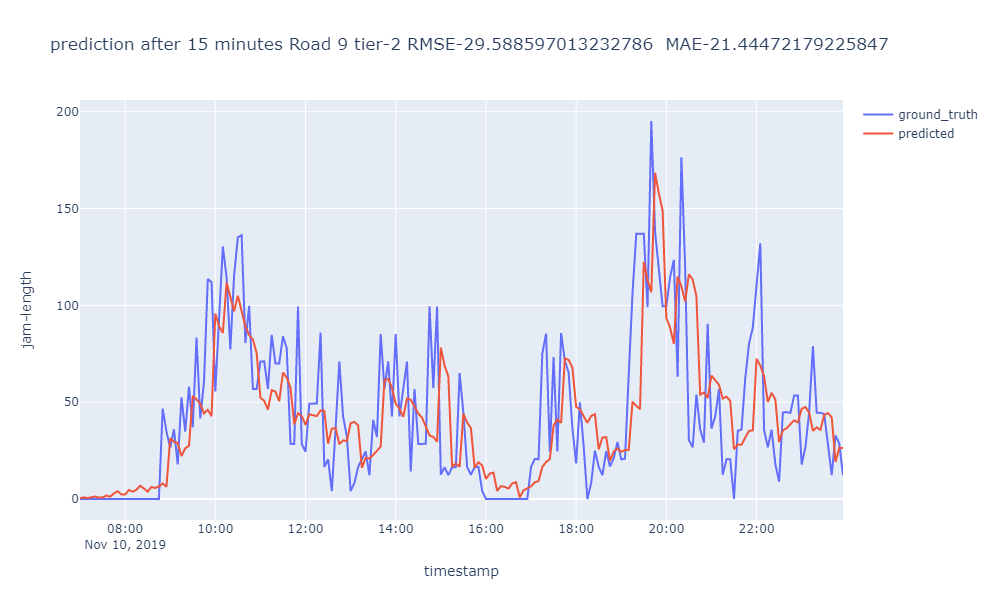 prediction after 15 minutes Road 9 tier-2 RMSE-29.588597013232786  MAE-21.44472179225847
ground_truth
predicted
200
150
100
50
0
jam-length
08:00 10:00 12:00 14:00 16:00 18:00 20:00 22:00
Nov 10, 2019
timestamp